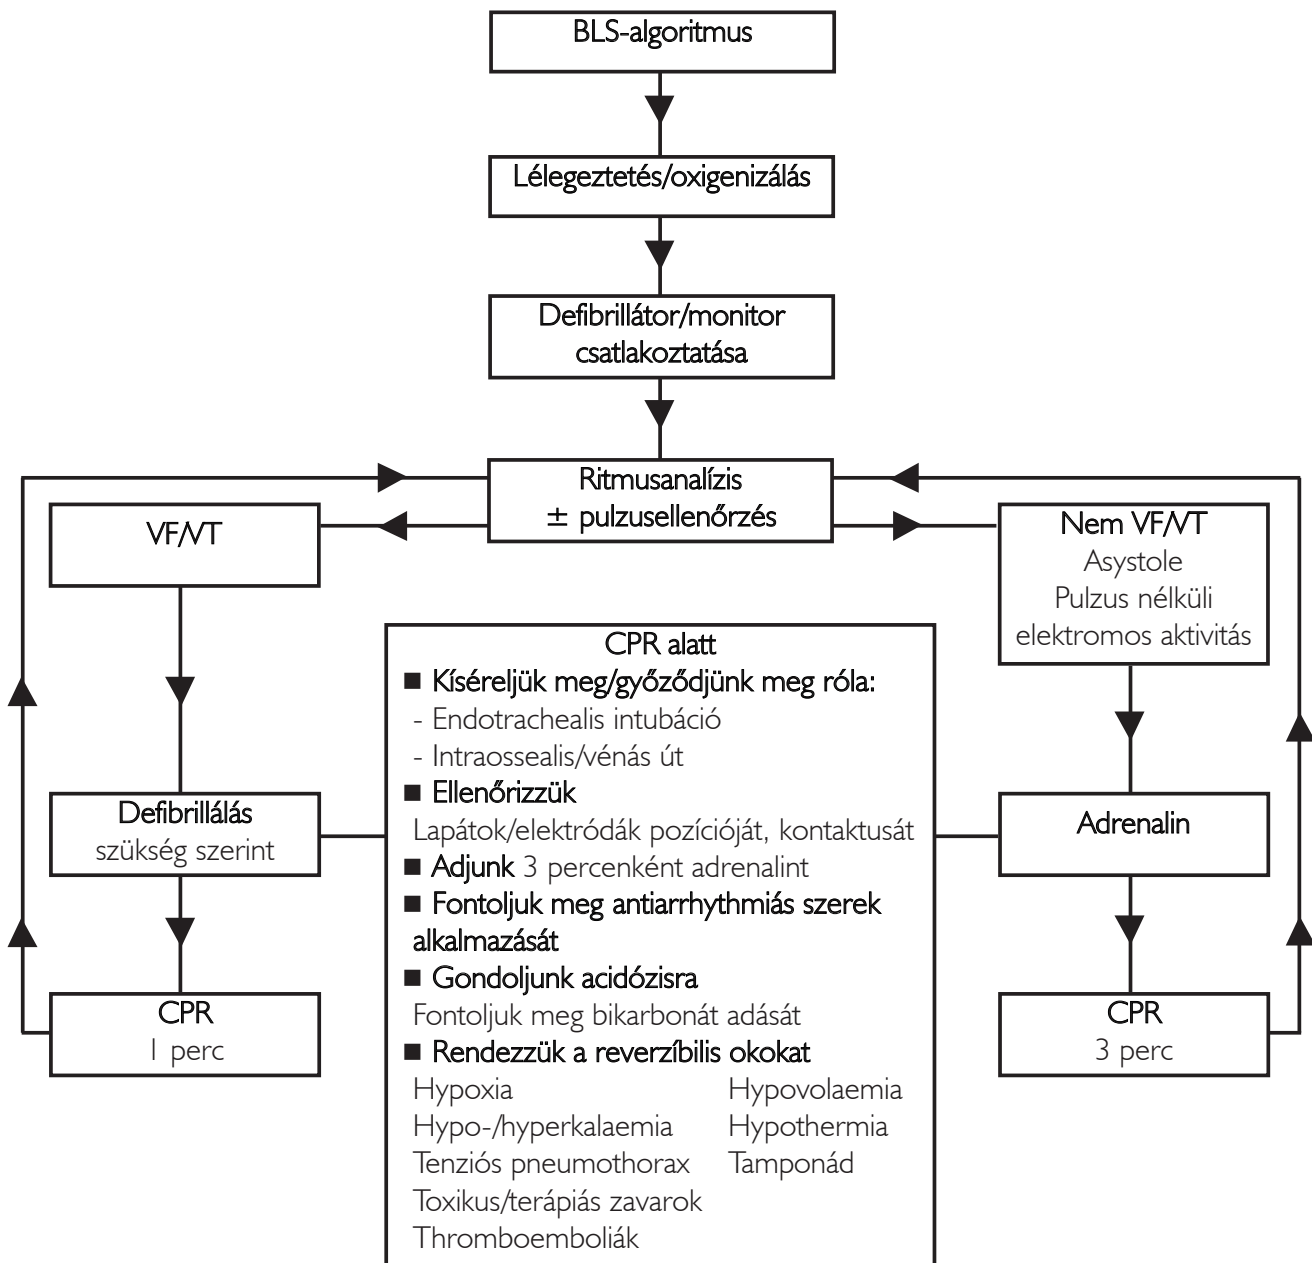 BLS-algoritmus
Lélegeztetés/oxigenizálás
Defibrillátor/monitor
csatlakoztatása
Ritmusanalízis
± pulzusellenőrzés
VF/VT
Nem VF/VT
Asystole
Pulzus nélküli
elektromos aktivitás
Defibrillálás
szükség szerint
CPR
1 perc
CPR alatt
■ Kíséreljük meg/győződjünk meg róla:
- Endotrachealis intubáció
- Intraossealis/vénás út
■ Ellenőrizzük
Lapátok/elektródák pozícióját, kontaktusát
■ Adjunk 3 percenként adrenalint
■ Fontoljuk meg antiarrhythmiás szerek
alkalmazását
■ Gondoljunk acidózisra
Fontoljuk meg bikarbonát adását
■ Rendezzük a reverzíbilis okokat
Hypoxia Hypovolaemia
Hypo-/hyperkalaemia Hypothermia
Tenziós pneumothorax Tamponád
Toxikus/terápiás zavarok
Thromboemboliák
Adrenalin
CPR
3 perc